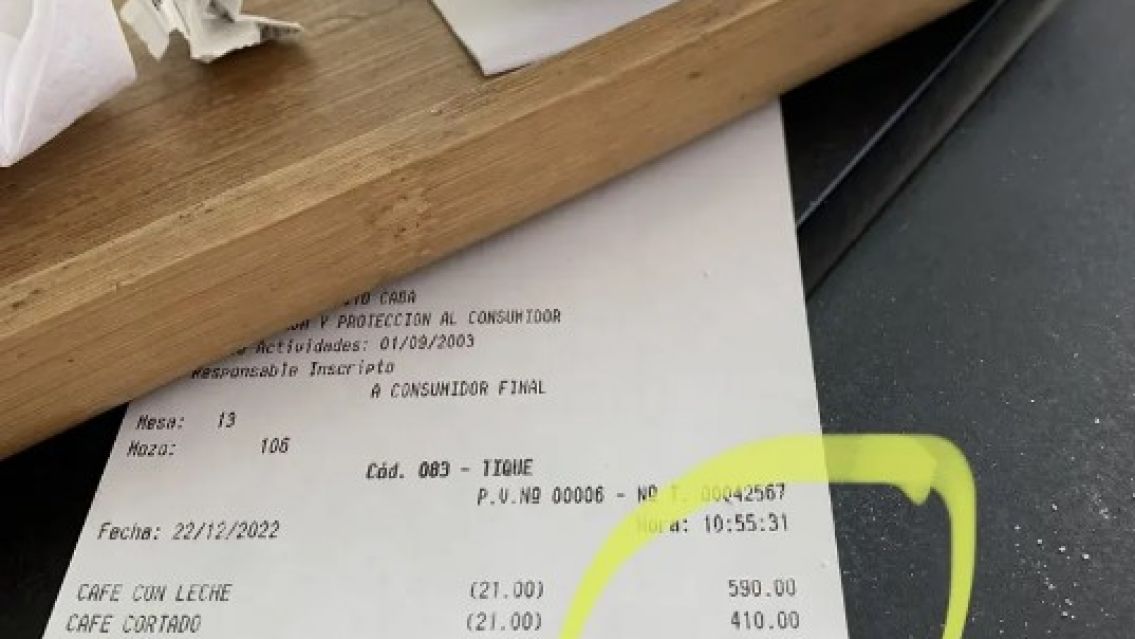 CABA
Y PROTECCION AL CONSUMIDOR
Actividades: 01/09/2003
Responsable Inscripto
A CONSUMIDOR FINAL
Mesa: 13
Mozo: 106
Cód. 083 - TIQUE
P.V.Nº 00006 - Nº T. 00042567
Fecha: 22/12/2022 Hora: 10:55:31
CAFE CON LECHE (21.00) 590.00
CAFE CORTADO (21.00) 410.00